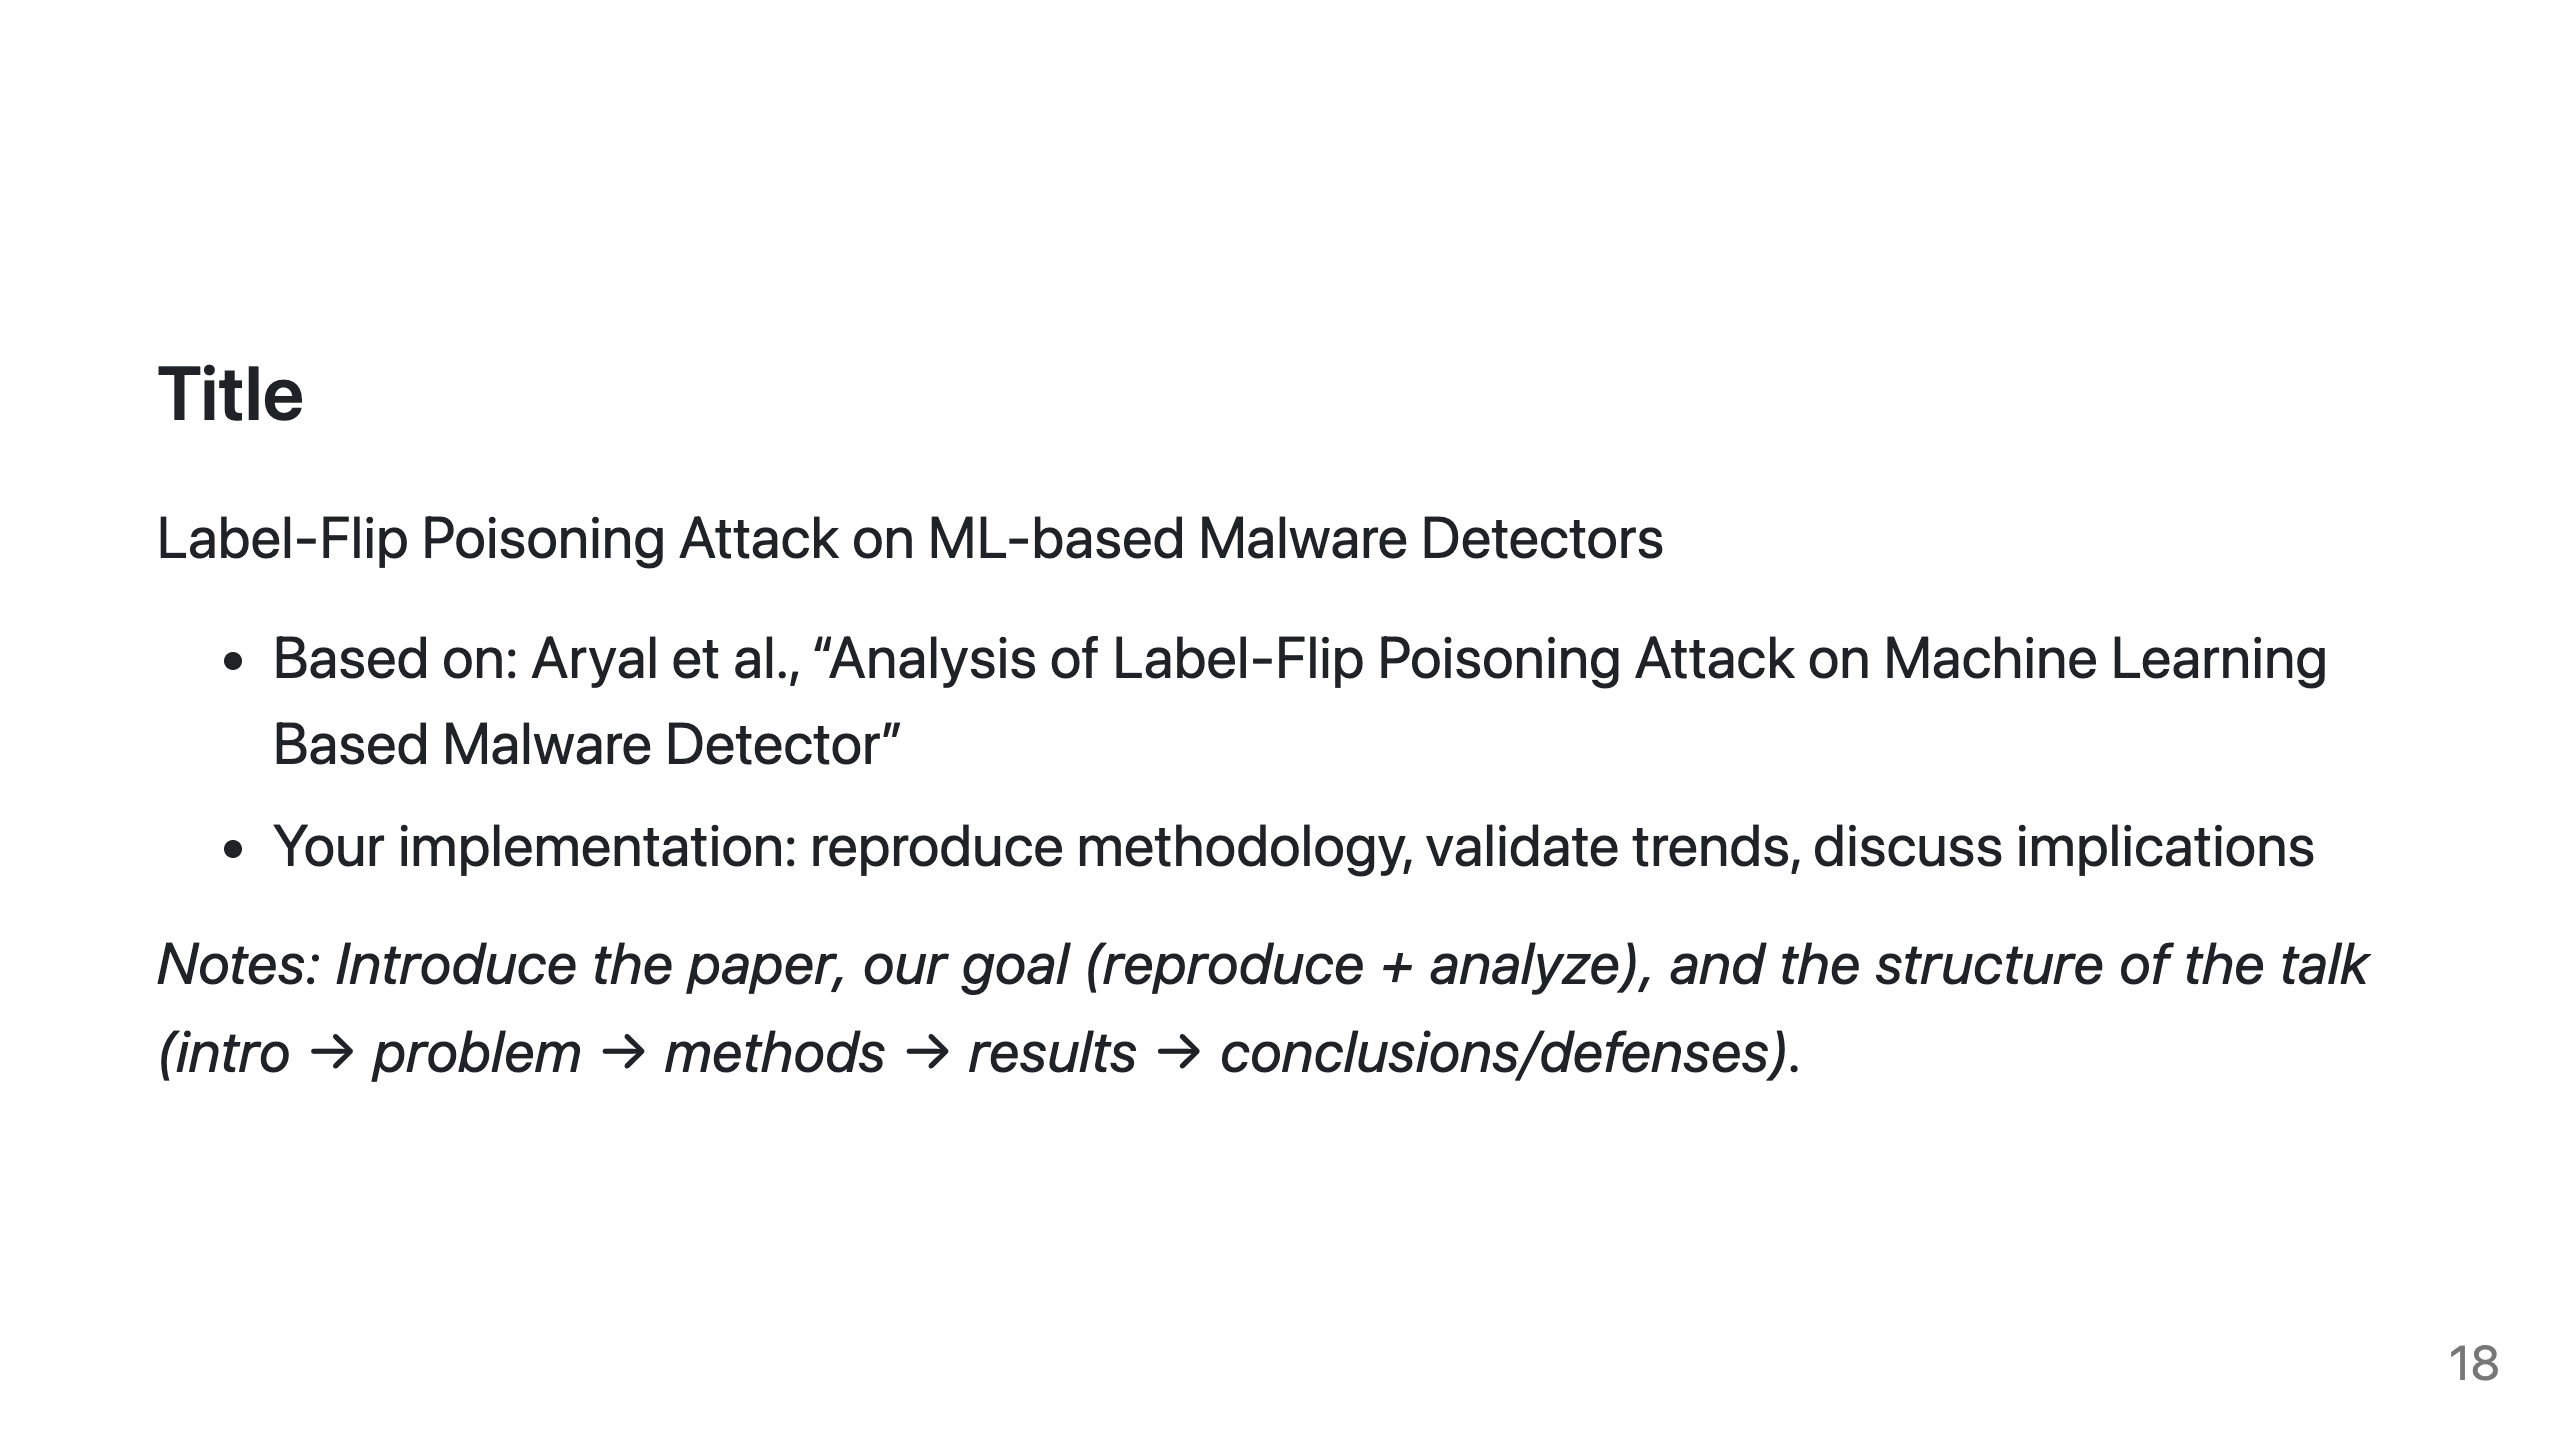 Title
Label-Flip Poisoning Attack on ML-based Malware Detectors
• Based on: Aryal et al., “Analysis of Label-Flip Poisoning Attack on Machine Learning
Based Malware Detector”
• Your implementation: reproduce methodology, validate trends, discuss implications
Notes: Introduce the paper, our goal (reproduce + analyze), and the structure of the talk
(intro → problem → methods → results → conclusions/defenses).
18